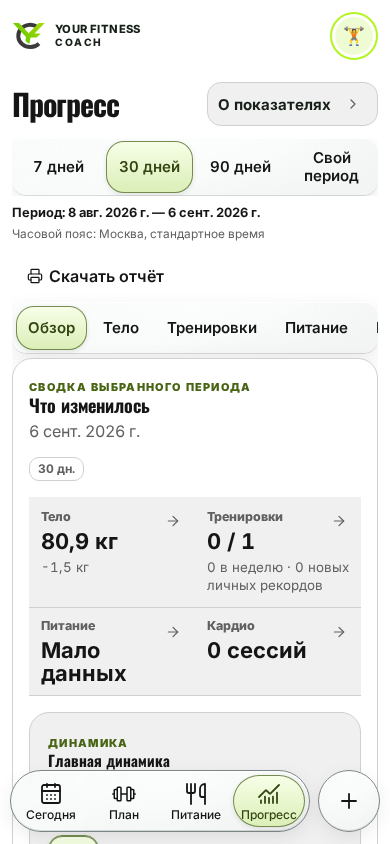 YOUR FITNESS
COACH
Прогресс
О показателях
7 дней
30 дней
90 дней
Свой
период
Период: 8 авг. 2026 г. — 6 сент. 2026 г.
Часовой пояс: Москва, стандартное время
Скачать отчёт
Обзор
Тело
Тренировки
Питание
СВОДКА ВЫБРАННОГО ПЕРИОДА
Что изменилось
6 сент. 2026 г.
30 дн.
Тело
80,9 кг
-1,5 кг
Тренировки
0 / 1
0 в неделю · 0 новых
личных рекордов
Питание
Мало
данных
Кардио
0 сессий
ДИНАМИКА
Главная динамика
Сегодня
План
Питание
Прогресс